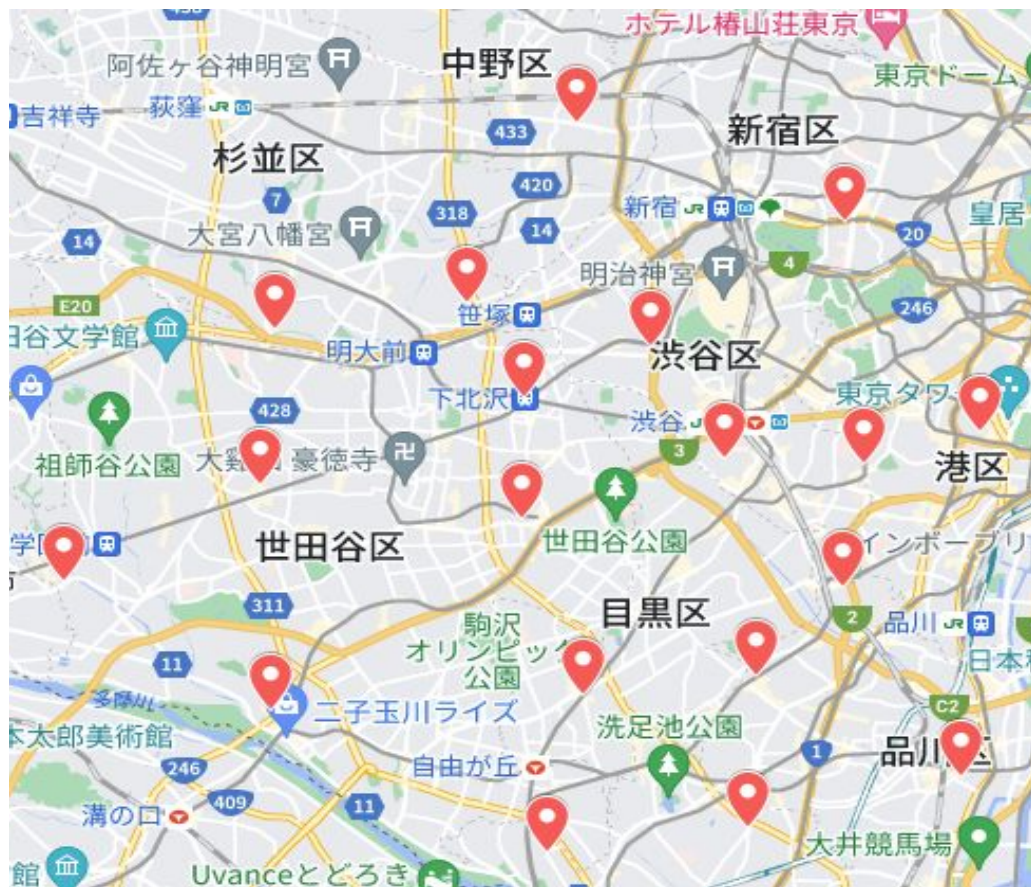 ホテル椿山荘東京
中野区
阿佐ヶ谷神明宮
東京ドーム
吉祥寺
荻窪 JR
433
新宿区
杉並区
420
7
318
新宿 JR
皇居
14
大宮八幡宮
14
20
明治神宮
4
E20
笹塚
246
田谷文学館
明大前
渋谷区
下北沢
東京タワ
428
渋谷 J
祖師谷公園
大
豪徳寺
3
港区
学園
世田谷区
世田谷公園
インボーブリ
311
目黒区
2
品川 JR
駒沢
オリンピック
公園
11
日本
多摩川
二子玉川ライズ
C2
本太郎美術館
洗足池公園
品川区
246
自由が丘
1
409
11
溝の口
大井競馬場
館
Uvanceとどろき